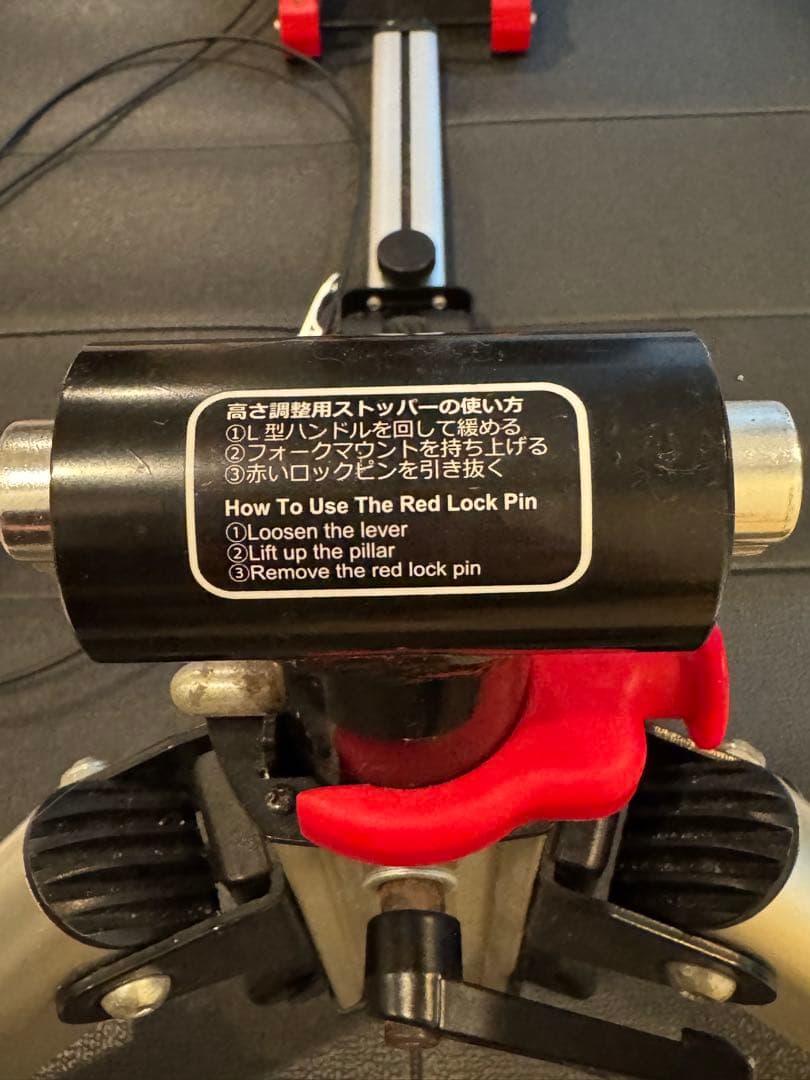 高さ調整用ストッパーの使い方
①L 型ハンドルを回して緩める
②フォークマウントを持ち上げる
③赤いロックピンを引き抜く
How To Use The Red Lock Pin
①Loosen the lever
②Lift up the pillar
③Remove the red lock pin